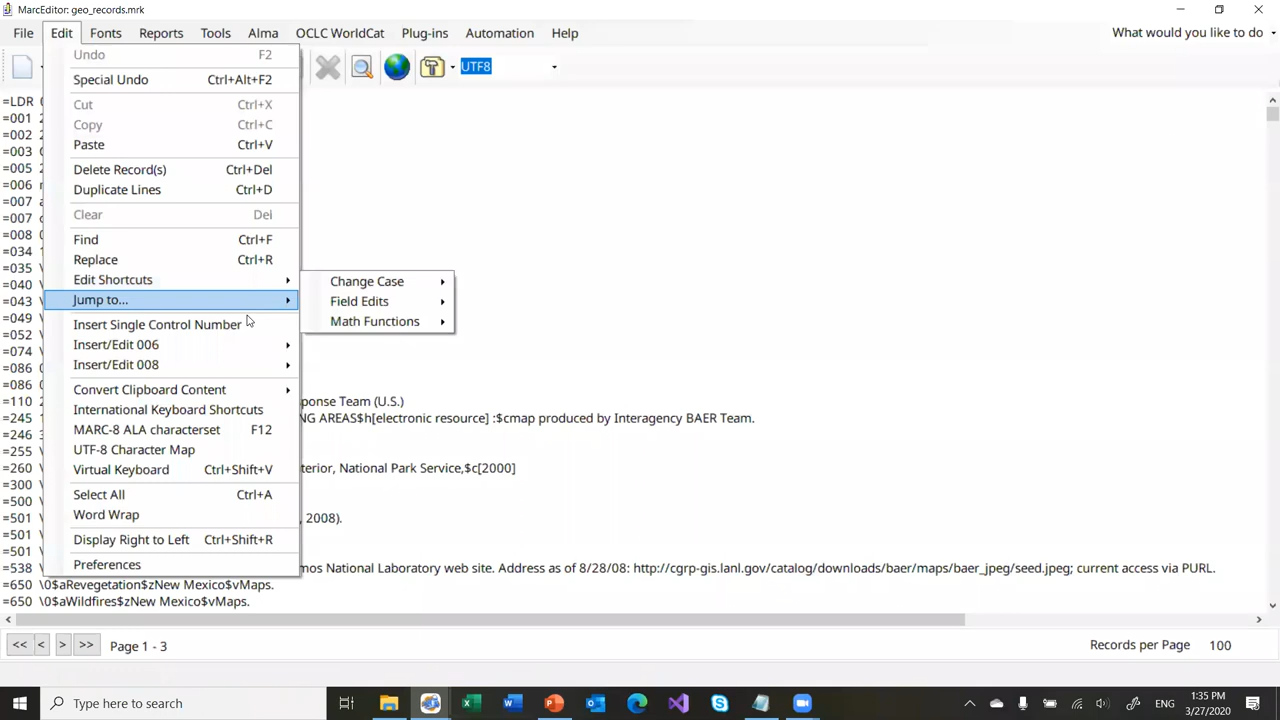 MarcEditor: geo_records.mrk
File Edit Fonts Reports Tools Alma OCLC WorldCat Plug-ins Automation Help What would you like to do
UTF8
Undo F2
Special Undo Ctrl+Alt+F2
Cut Ctrl+X
Copy Ctrl+C
Paste Ctrl+V
Delete Record(s) Ctrl+Del
Duplicate Lines Ctrl+D
Clear Del
Find Ctrl+F
Replace Ctrl+R
Edit Shortcuts
Jump to...
Insert Single Control Number
Insert/Edit 006
Insert/Edit 008
Convert Clipboard Content
International Keyboard Shortcuts
MARC-8 ALA characterset F12
UTF-8 Character Map
Virtual Keyboard Ctrl+Shift+V
Select All Ctrl+A
Word Wrap
Display Right to Left Ctrl+Shift+R
Preferences
Change Case
Field Edits
Math Functions
=LDR
=001 2
=002 2
=003
=005 2
=006
=007
=007
=008 0
=034 1
=035 \
=040 \
=043 \
=049 \
=052 \
=074 \
=086 0
=086
=110 ponse Team (U.S.)
=245 1 NG AREAS$h[electronic resource] :$cmap produced by Interagency BAER Team.
=246 3
=255 \
=260 \ terior, National Park Service,$c[2000]
=300 \
=500 \
=501 \ , 2008).
=501 \
=501 \
=538 \ mos National Laboratory web site. Address as of 8/28/08: http://cgrp-gis.lanl.gov/catalog/downloads/baer/maps/baer_jpeg/seed.jpeg; current access via PURL.
=650 \0$aRevegetation$zNew Mexico$vMaps.
=650 \0$aWildfires$zNew Mexico$vMaps.
<< < > >> Page 1 - 3 Records per Page 100
Type here to search
ENG
1:35 PM
3/27/2020